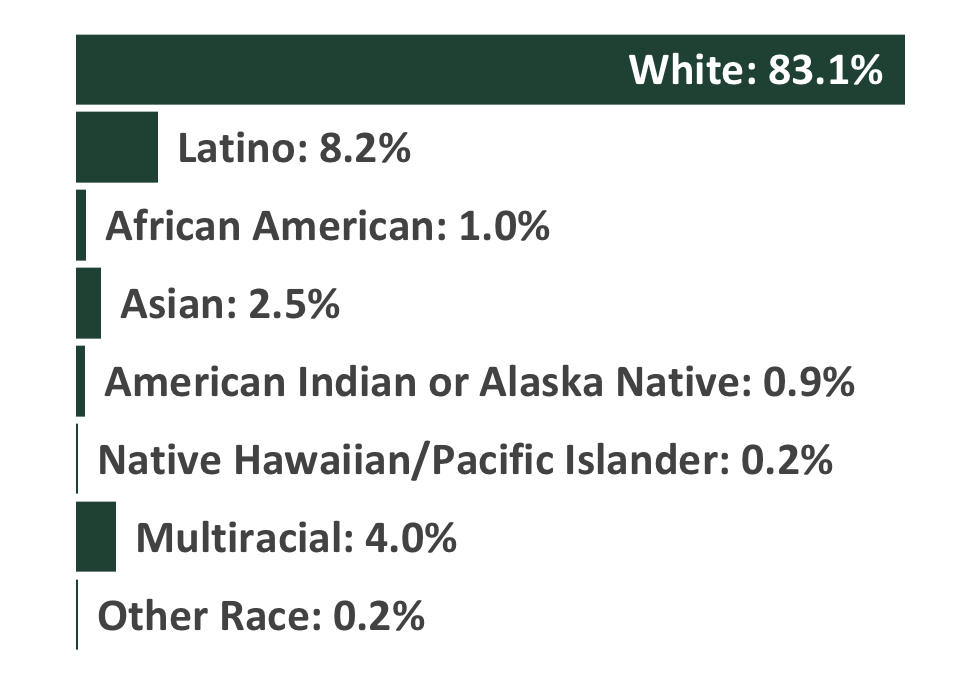 White: 83.1%
Latino: 8.2%
African American: 1.0%
Asian: 2.5%
American Indian or Alaska Native: 0.9%
Native Hawaiian/Pacific Islander: 0.2%
Multiracial: 4.0%
Other Race: 0.2%